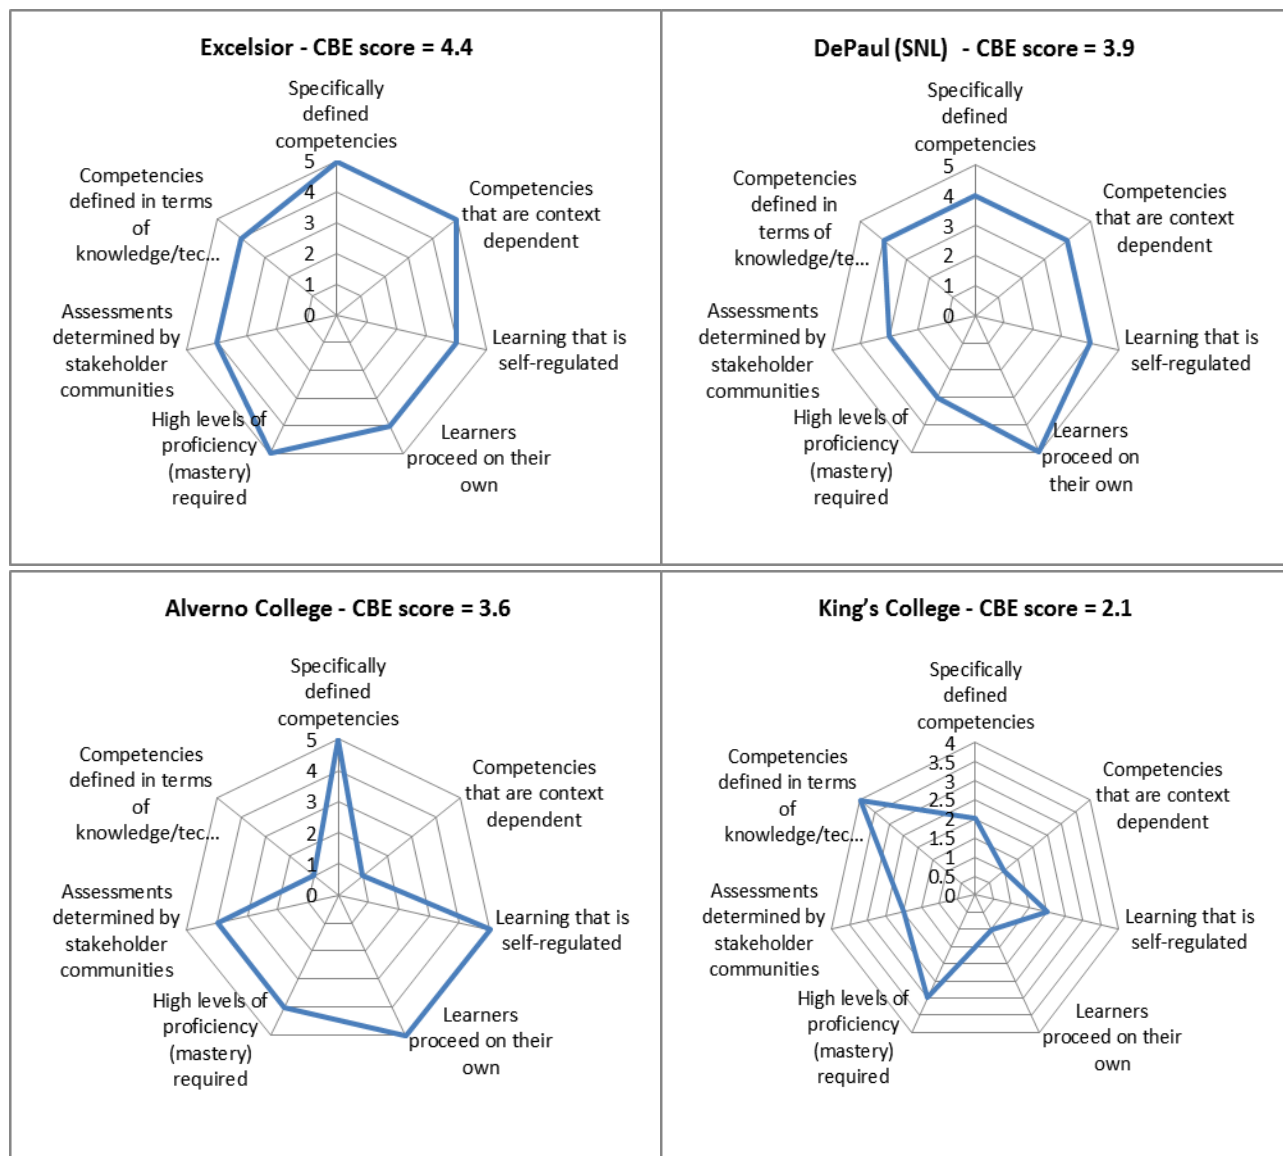 Excelsior - CBE score = 4.4
Specifically
defined
competencies
5
4
3
2
1
0
Competencies
that are context
dependent
Learning that is
self-regulated
Learners
proceed on their
own
High levels of
proficiency
(mastery)
required
Assessments
determined by
stakeholder
communities
Competencies
defined in terms
of
knowledge/tec...
DePaul (SNL) - CBE score = 3.9
Specifically
defined
competencies
5
4
3
2
1
0
Competencies
that are context
dependent
Learning that is
self-regulated
Learners
proceed on
their own
High levels of
proficiency
(mastery)
required
Assessments
determined by
stakeholder
communities
Competencies
defined in
terms of
knowledge/te...
Alverno College - CBE score = 3.6
Specifically
defined
competencies
5
4
3
2
1
0
Competencies
that are context
dependent
Learning that is
self-regulated
Learners
proceed on their
own
High levels of
proficiency
(mastery)
required
Assessments
determined by
stakeholder
communities
Competencies
defined in terms
of
knowledge/tec...
King's College - CBE score = 2.1
Specifically
defined
competencies
4
3.5
3
2.5
2
1.5
1
0.5
0
Competencies
that are context
dependent
Learning that is
self-regulated
Learners
proceed on their
own
High levels of
proficiency
(mastery)
required
Assessments
determined by
stakeholder
communities
Competencies
defined in terms
of
knowledge/tec...